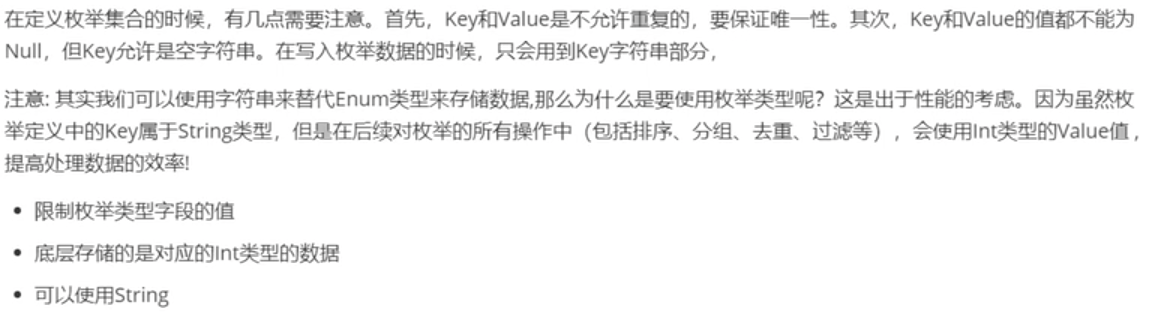 在定义枚举集合的时候，有几点需要注意。首先，Key和Value是不允许重复的，要保证唯一性。其次，Key和Value的值都不能为
Null，但Key允许是空字符串。在写入枚举数据的时候，只会用到Key字符串部分，
注意: 其实我们可以使用字符串来替代Enum类型来存储数据,那么为什么是要使用枚举类型呢？这是出于性能的考虑。因为虽然枚
举定义中的Key属于String类型，但是在后续对枚举的所有操作中（包括排序、分组、去重、过滤等），会使用Int类型的Value值，
提高处理数据的效率!
• 限制枚举类型字段的值
• 底层存储的是对应的Int类型的数据
• 可以使用String